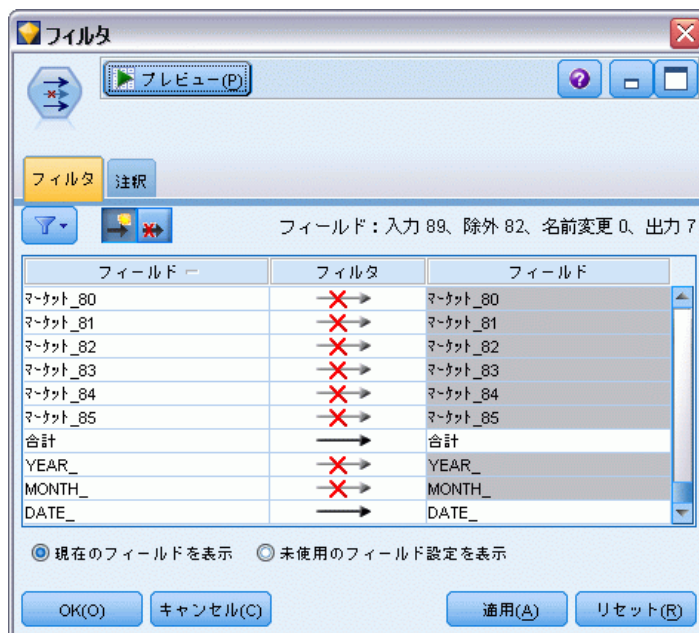 フィルタ
プレビュー(P)
フィルタ 注釈
フィールド：入力 89、除外 82、名前変更 0、出力 7
フィールド フィルタ フィールド
ﾏｰｹｯﾄ_80 ﾏｰｹｯﾄ_80
ﾏｰｹｯﾄ_81 ﾏｰｹｯﾄ_81
ﾏｰｹｯﾄ_82 ﾏｰｹｯﾄ_82
ﾏｰｹｯﾄ_83 ﾏｰｹｯﾄ_83
ﾏｰｹｯﾄ_84 ﾏｰｹｯﾄ_84
ﾏｰｹｯﾄ_85 ﾏｰｹｯﾄ_85
合計 合計
YEAR_ YEAR_
MONTH_ MONTH_
DATE_ DATE_
現在のフィールドを表示 未使用のフィールド設定を表示
OK(O) キャンセル(C) 適用(A) リセット(R)